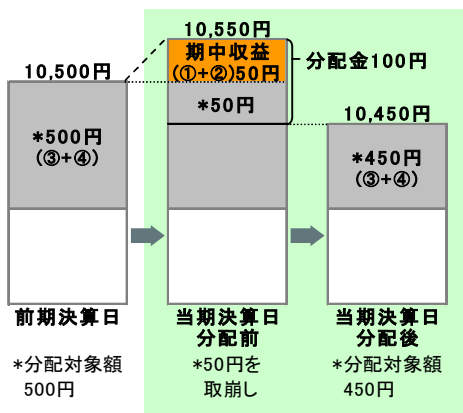 10,550円
期中収益
(①+②)50円
分配金100円
*50円
10,500円
*500円
(③+④)
10,450円
*450円
(③+④)
前期決算日
当期決算日
分配前
当期決算日
分配後
*分配対象額
500円
*50円を
取崩し
*分配対象額
450円